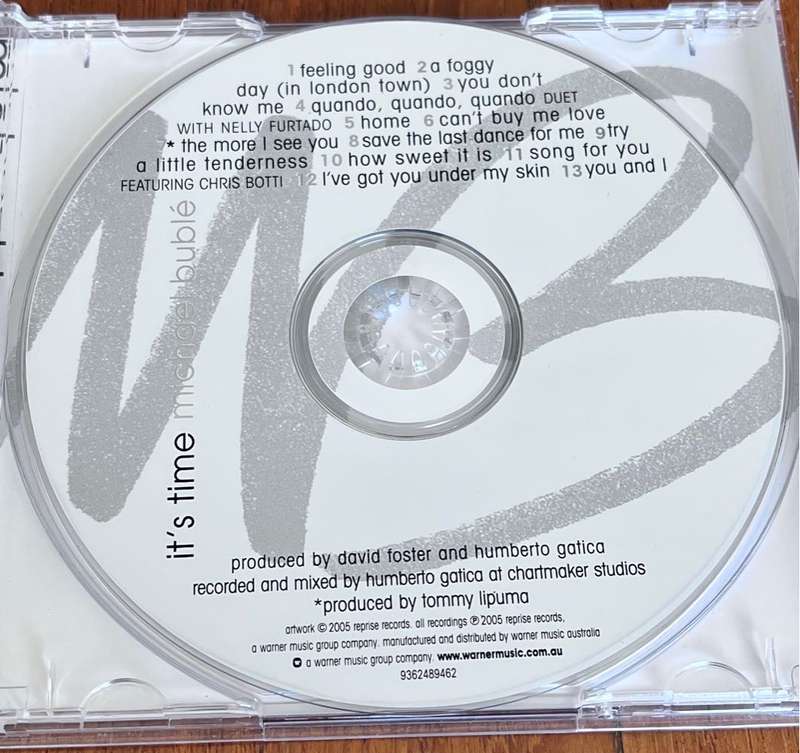 1 feeling good 2 a foggy
day (in london town) 3 you don't
know me 4 quando, quando, quando DUET
WITH NELLY FURTADO 5 home 6 can't buy me love
* the more I see you 8 save the last dance for me 9 try
a little tenderness 10 how sweet it is 11 song for you
FEATURING CHRIS BOTTI 12 I've got you under my skin 13 you and I
it's time michael bublé
produced by david foster and humberto gatica
recorded and mixed by humberto gatica at chartmaker studios
*produced by tommy lipuma
artwork © 2005 reprise records. all recordings ℗ 2005 reprise records,
a warner music group company. manufactured and distributed by warner music australia
a warner music group company. www.warnermusic.com.au
9362489462